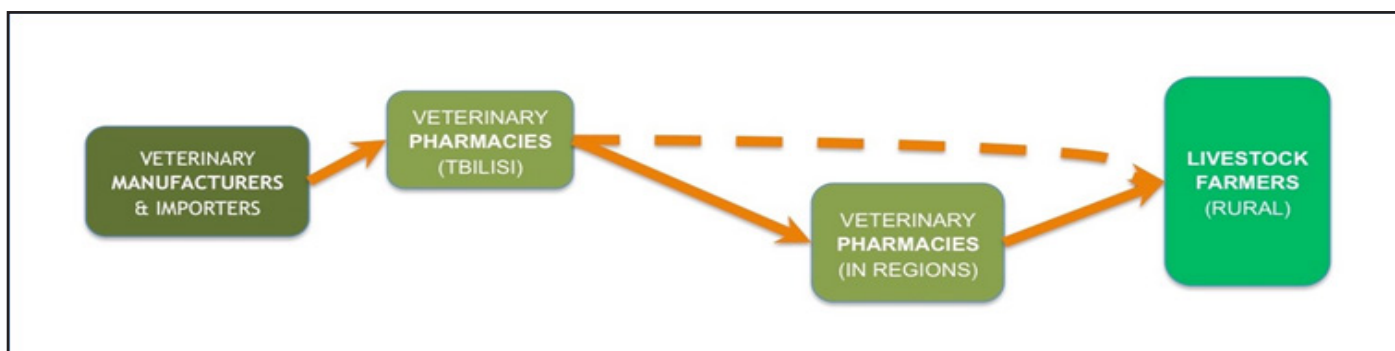 VETERINARY
MANUFACTURERS
& IMPORTERS
VETERINARY
PHARMACIES
(TBILISI)
VETERINARY
PHARMACIES
(IN REGIONS)
LIVESTOCK
FARMERS
(RURAL)